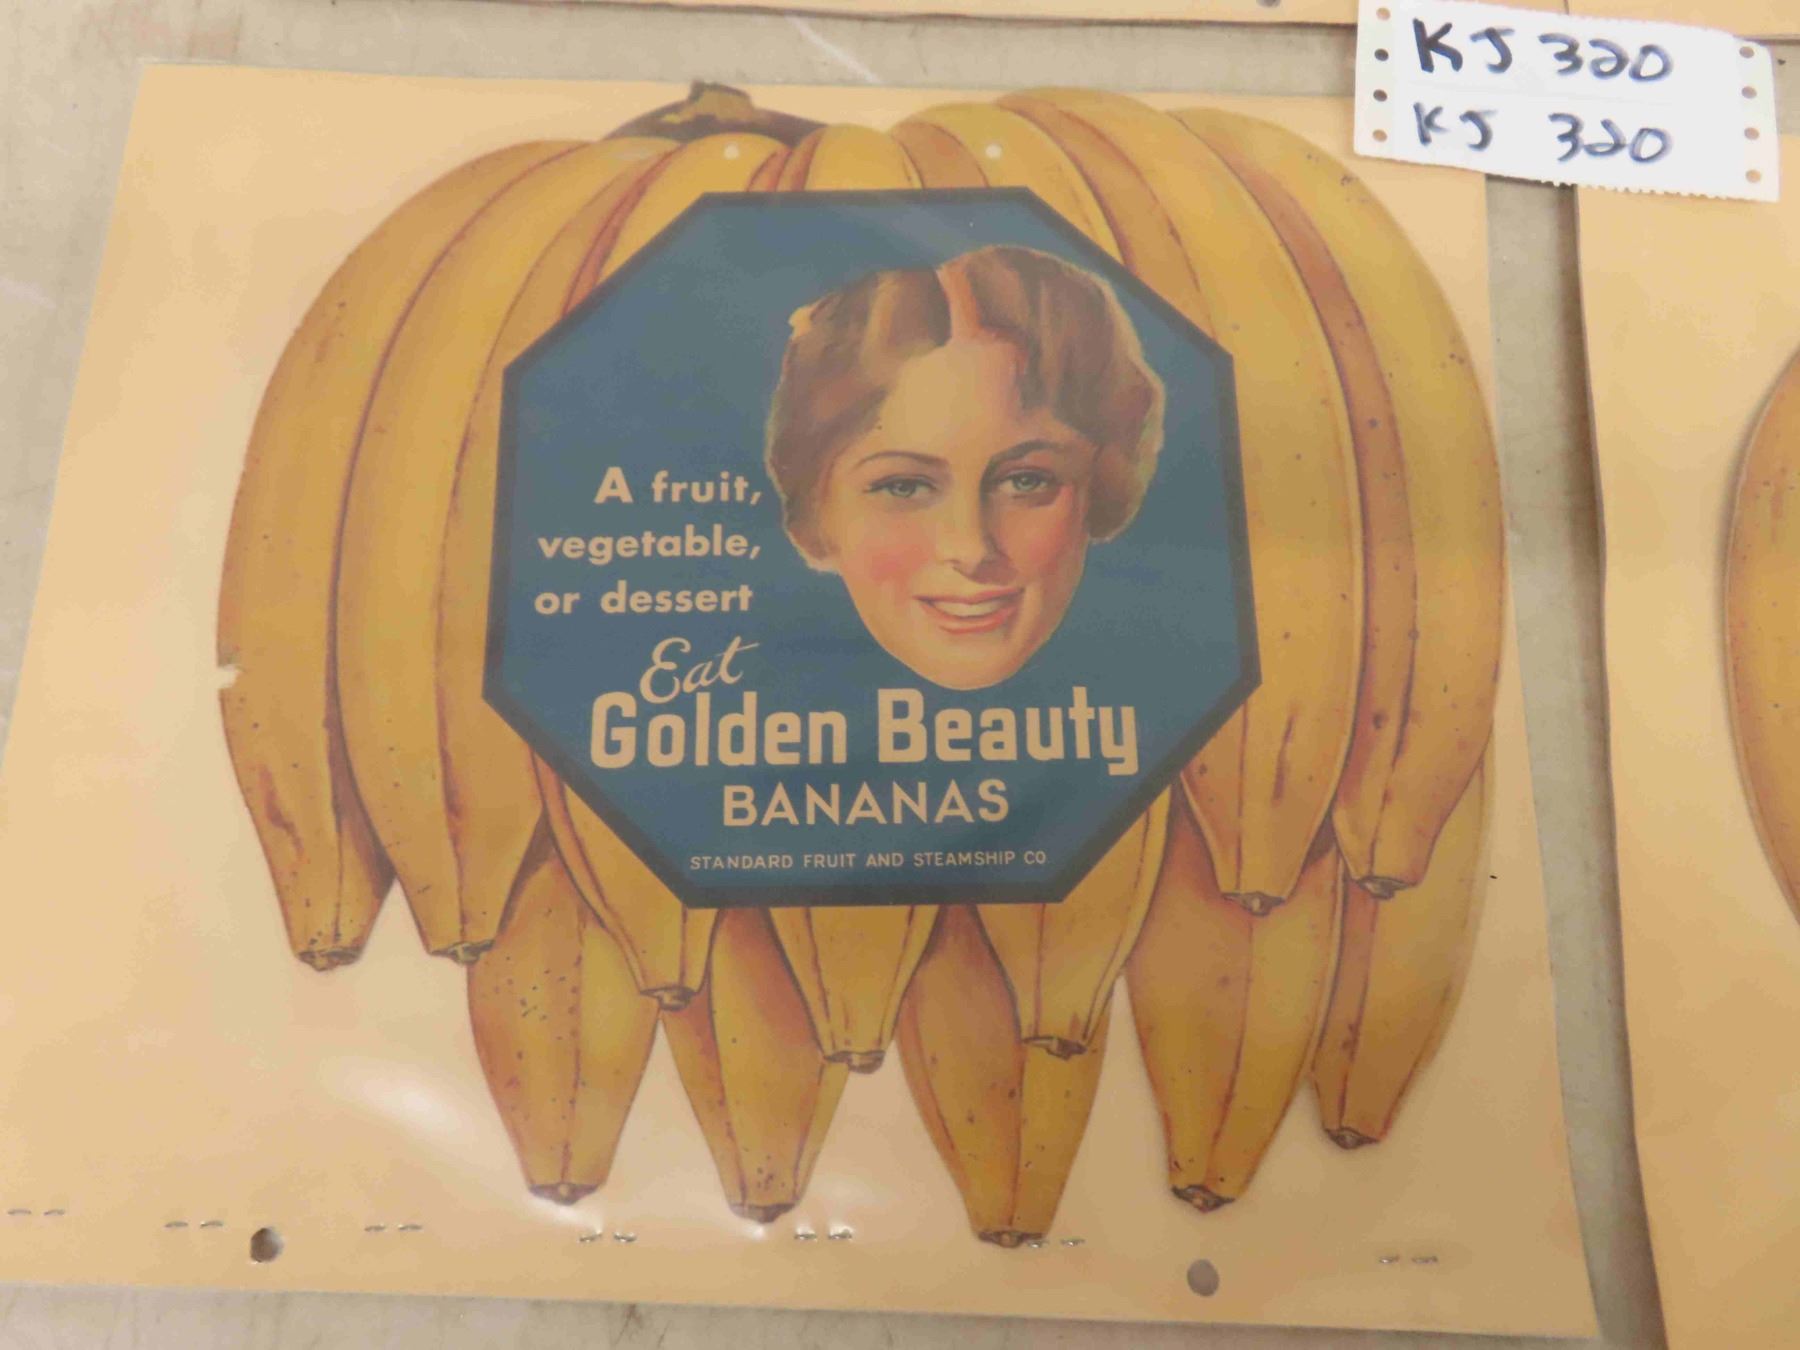 KJ 320
KJ 320
A fruit,
vegetable,
or dessert
Eat
Golden Beauty
BANANAS
STANDARD FRUIT AND STEAMSHIP CO.